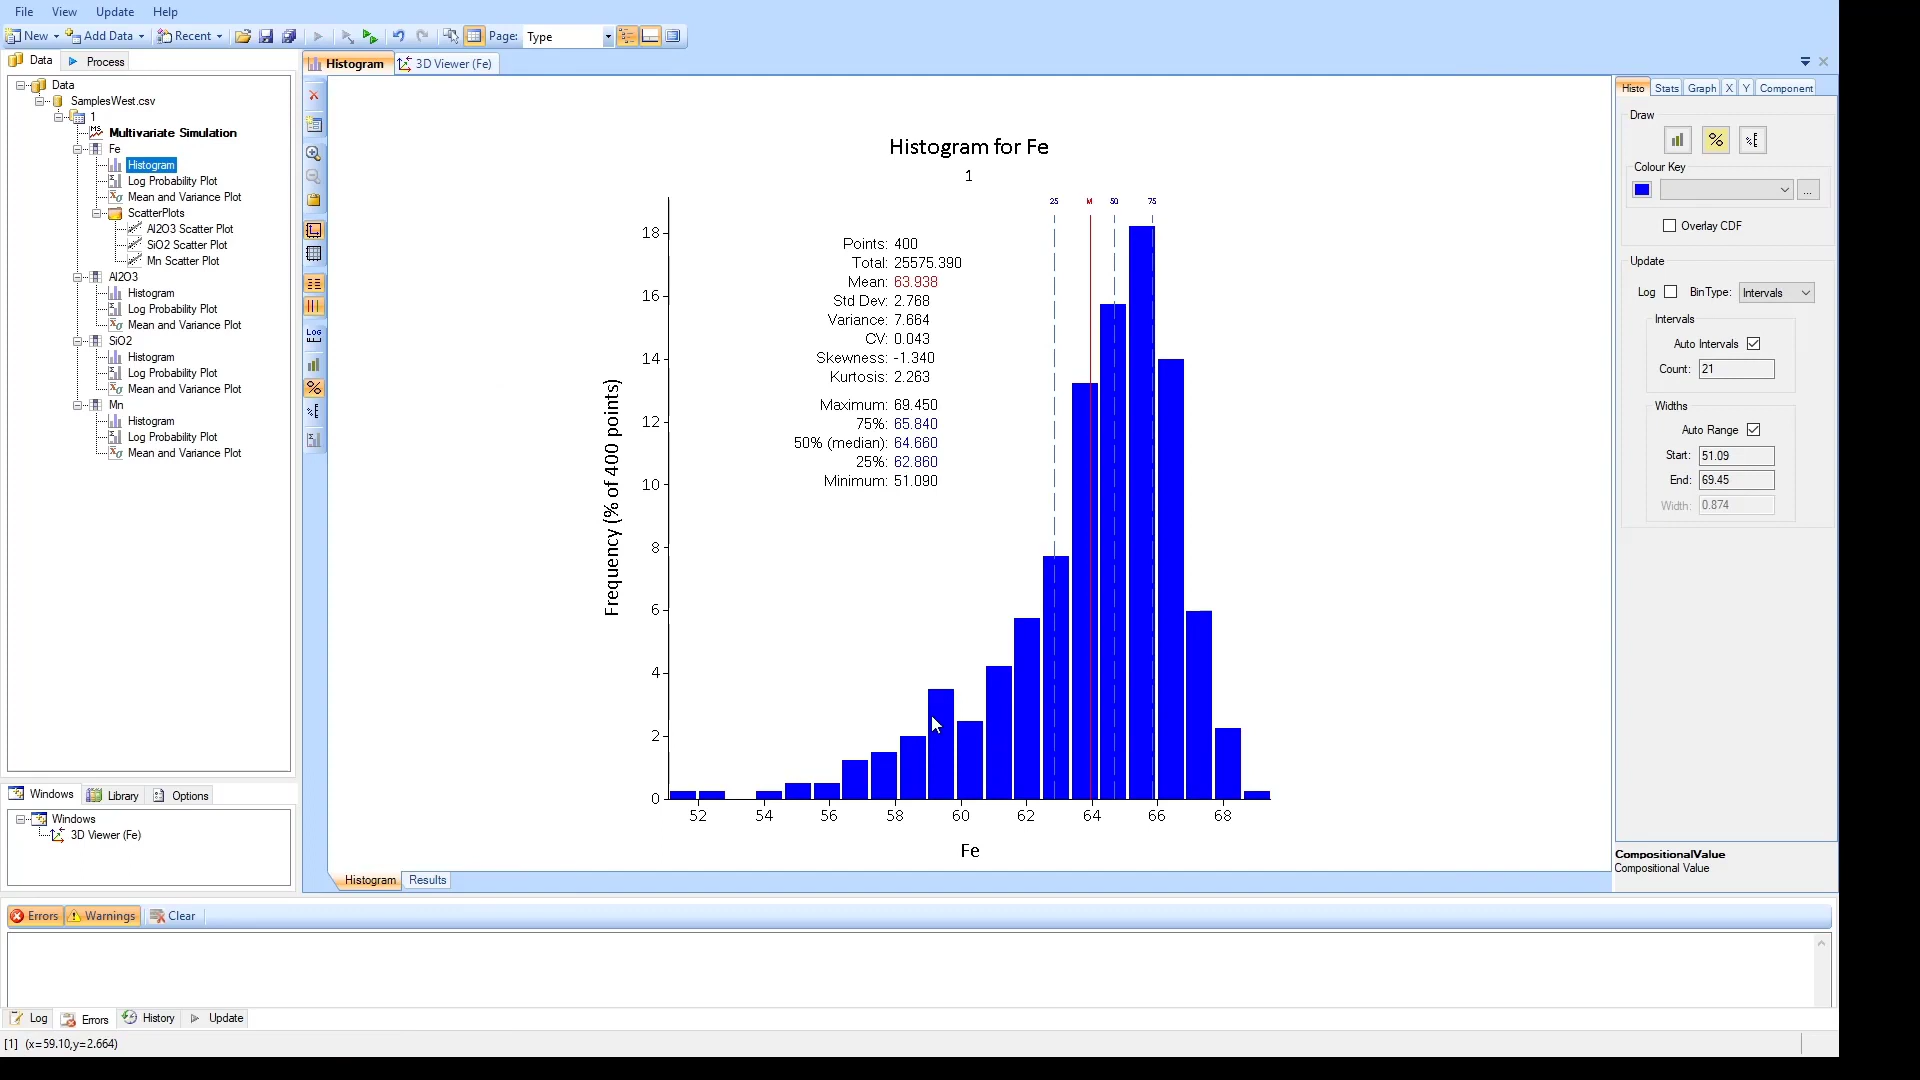 File View Update Help
New Add Data Recent Page: Type
Data Process
Histogram 3D Viewer (Fe)
Data
SamplesWest.csv
1
Multivariate Simulation
Fe
Histogram
Log Probability Plot
Mean and Variance Plot
ScatterPlots
Al2O3 Scatter Plot
SiO2 Scatter Plot
Mn Scatter Plot
Al2O3
Histogram
Log Probability Plot
Mean and Variance Plot
SiO2
Histogram
Log Probability Plot
Mean and Variance Plot
Mn
Histogram
Log Probability Plot
Mean and Variance Plot
Windows Library Options
Windows
3D Viewer (Fe)
LOG
%
Histogram for Fe
1
25 M 50 75
Points: 400
Total: 25575.390
Mean: 63.938
Std Dev: 2.768
Variance: 7.664
CV: 0.043
Skewness: -1.340
Kurtosis: 2.263
Maximum: 69.450
75%: 65.840
50% (median): 64.660
25%: 62.860
Minimum: 51.090
Frequency (% of 400 points)
18
16
14
12
10
8
6
4
2
0
52 54 56 58 60 62 64 66 68
Fe
Histogram Results
Histo Stats Graph X Y Component
Draw
%
Colour Key
...
Overlay CDF
Update
Log BinType: Intervals
Intervals
Auto Intervals
Count: 21
Widths
Auto Range
Start: 51.09
End: 69.45
Width: 0.874
CompositionalValue
Compositional Value
Errors Warnings Clear
Log Errors History Update
[1] (x=59.10,y=2.664)